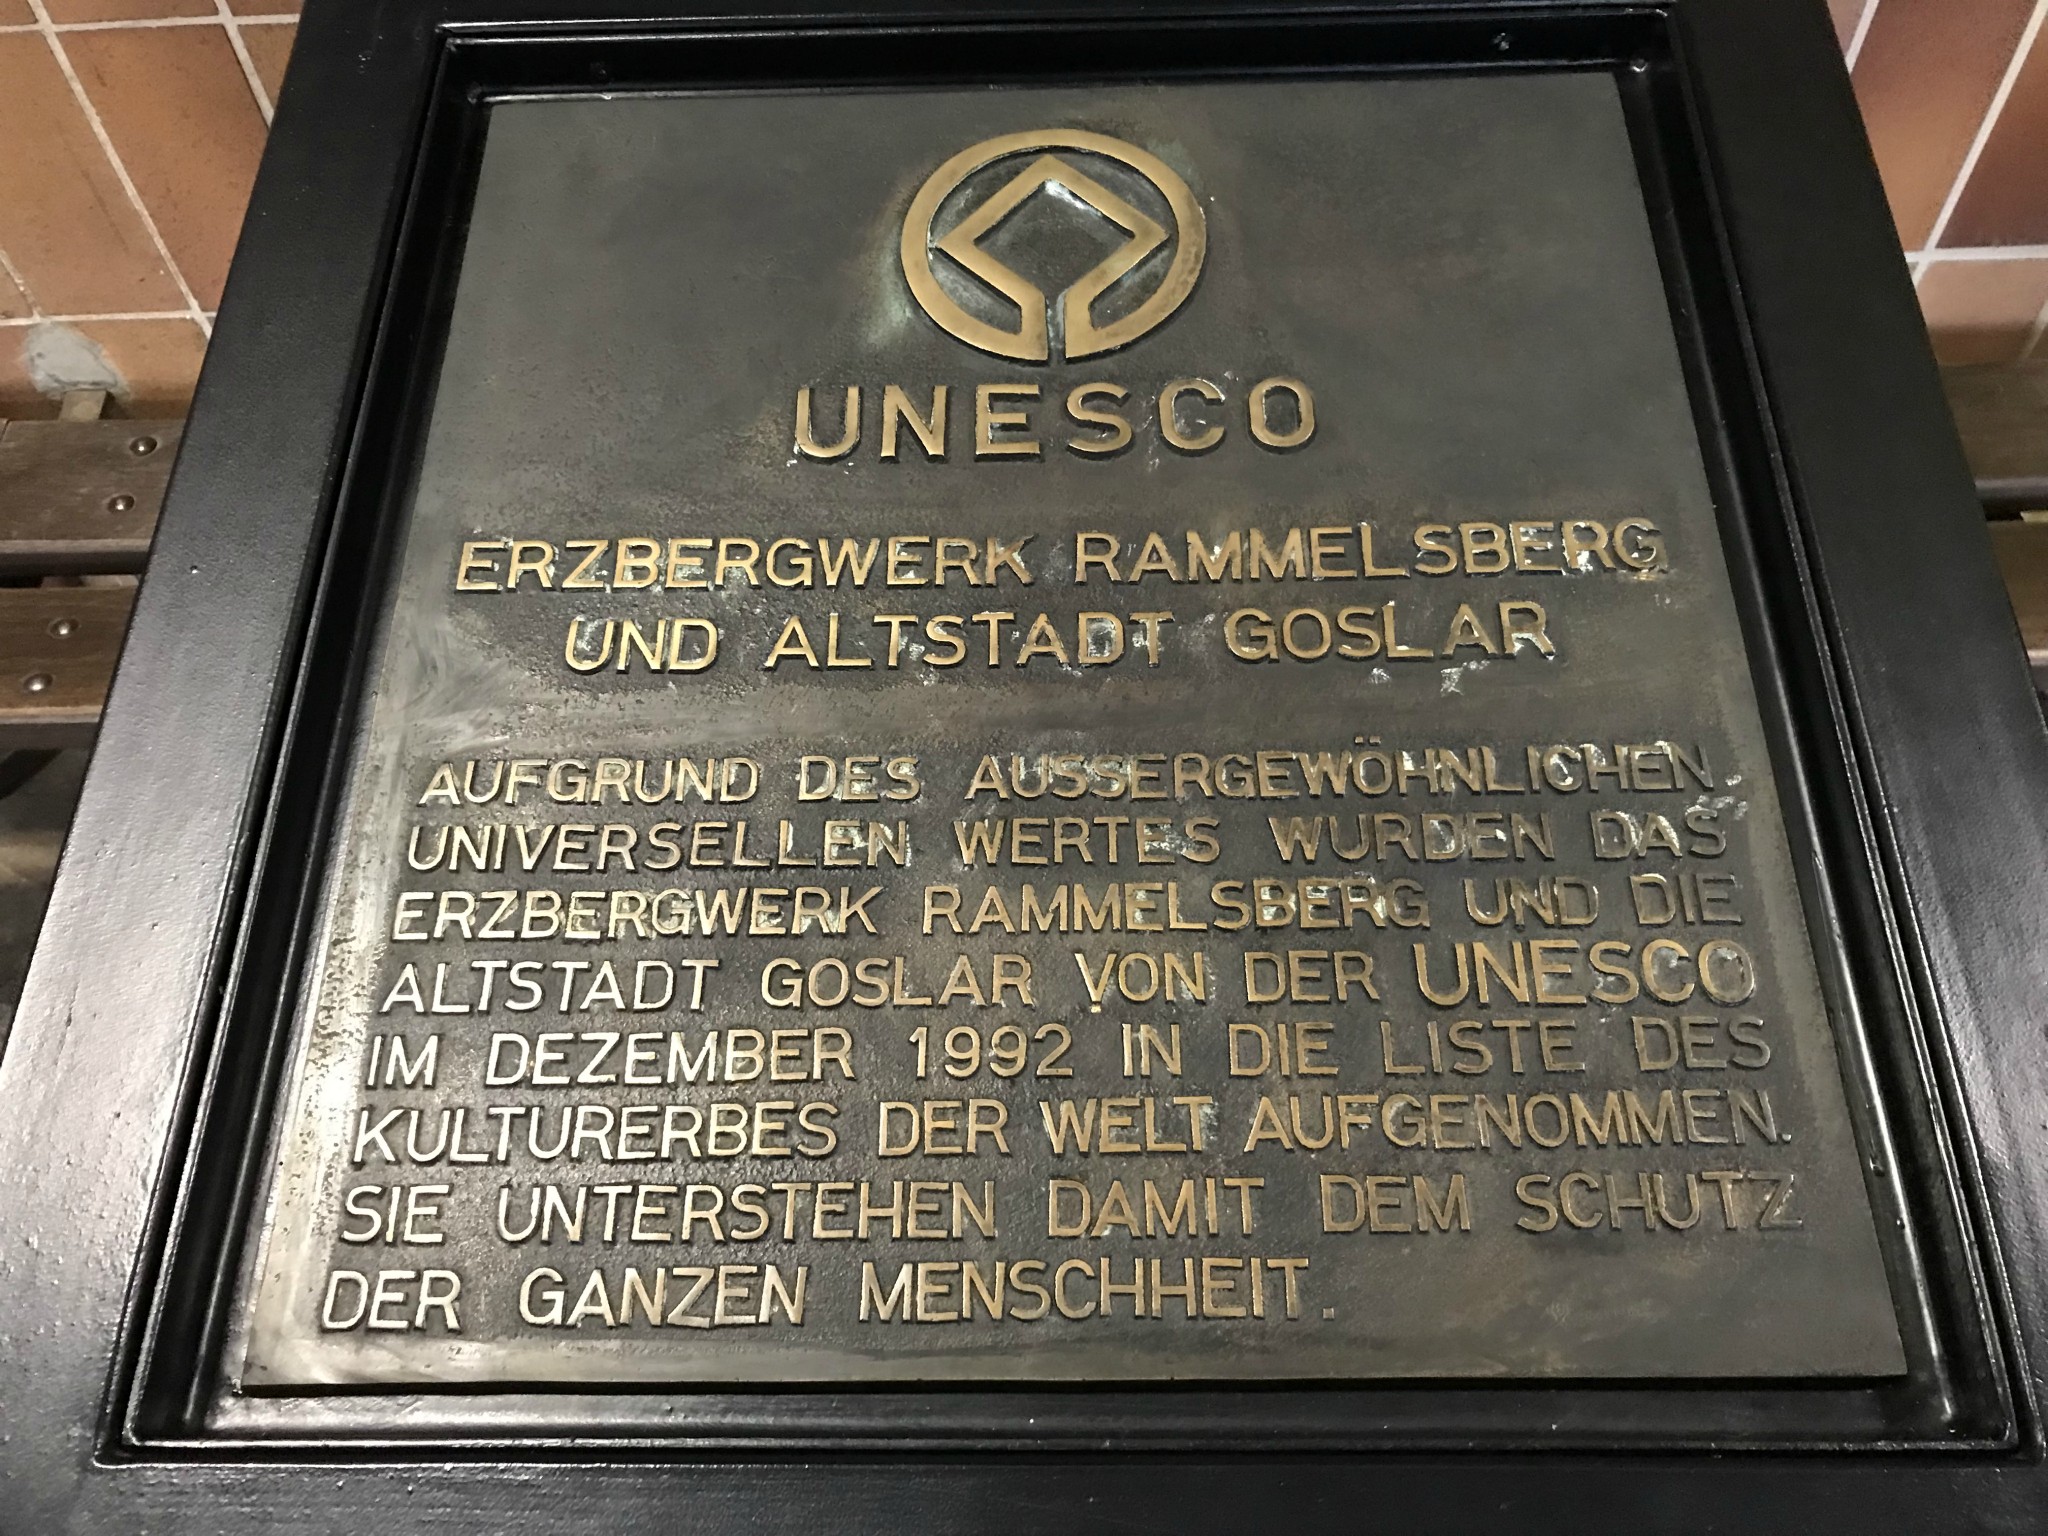 UNESCO
ERZBERGWERK RAMMELSBERG
UND ALTSTADT GOSLAR
AUFGRUND DES AUSSERGEWÖHNLICHEN
UNIVERSELLEN WERTES WURDEN DAS
ERZBERGWERK RAMMELSBERG UND DIE
ALTSTADT GOSLAR VON DER UNESCO
IM DEZEMBER 1992 IN DIE LISTE DES
KULTURERBES DER WELT AUFGENOMMEN.
SIE UNTERSTEHEN DAMIT DEM SCHUTZ
DER GANZEN MENSCHHEIT.